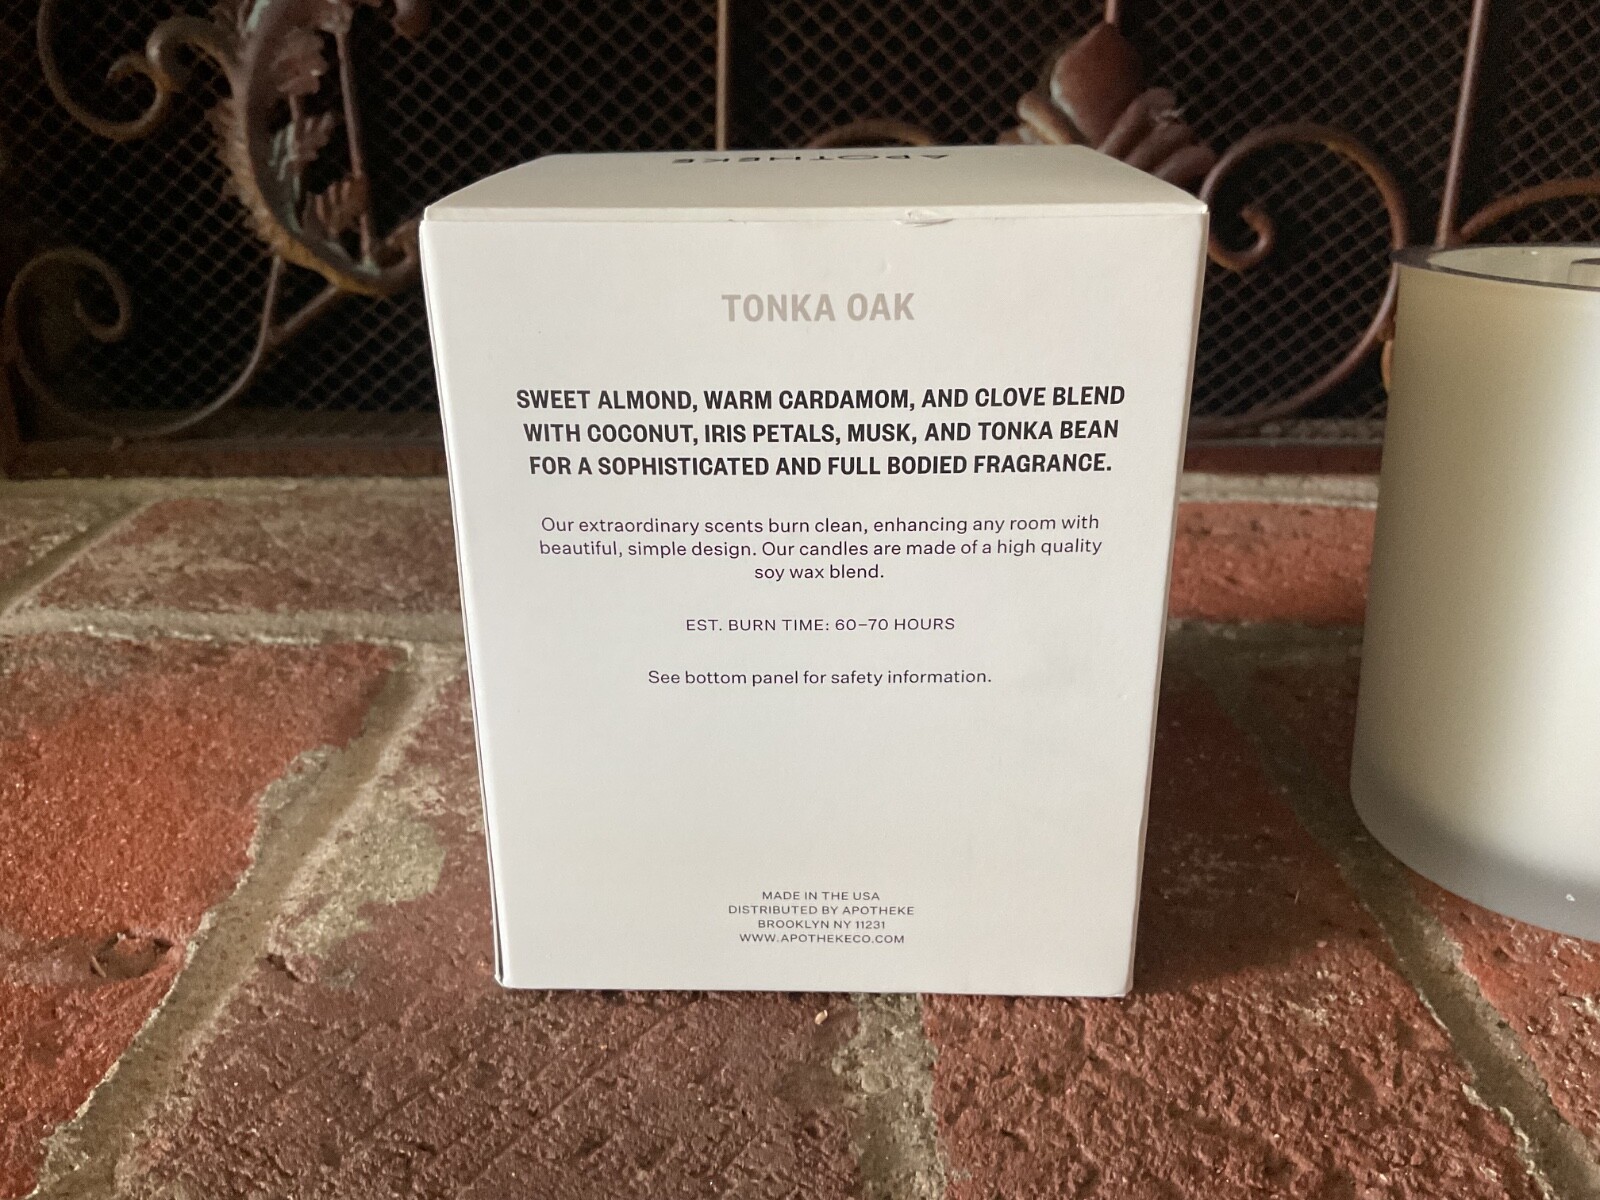 APOTHEKE
TONKA OAK
SWEET ALMOND, WARM CARDAMOM, AND CLOVE BLEND
WITH COCONUT, IRIS PETALS, MUSK, AND TONKA BEAN
FOR A SOPHISTICATED AND FULL BODIED FRAGRANCE.
Our extraordinary scents burn clean, enhancing any room with
beautiful, simple design. Our candles are made of a high quality
soy wax blend.
EST. BURN TIME: 60–70 HOURS
See bottom panel for safety information.
MADE IN THE USA
DISTRIBUTED BY APOTHEKE
BROOKLYN NY 11231
WWW.APOTHEKECO.COM